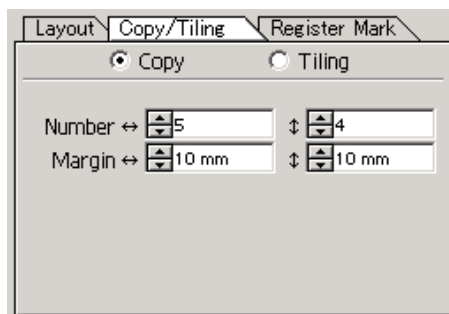 Layout Copy/Tiling Register Mark
Copy Tiling
Number ↔ 5 ↕ 4
Margin ↔ 10 mm ↕ 10 mm